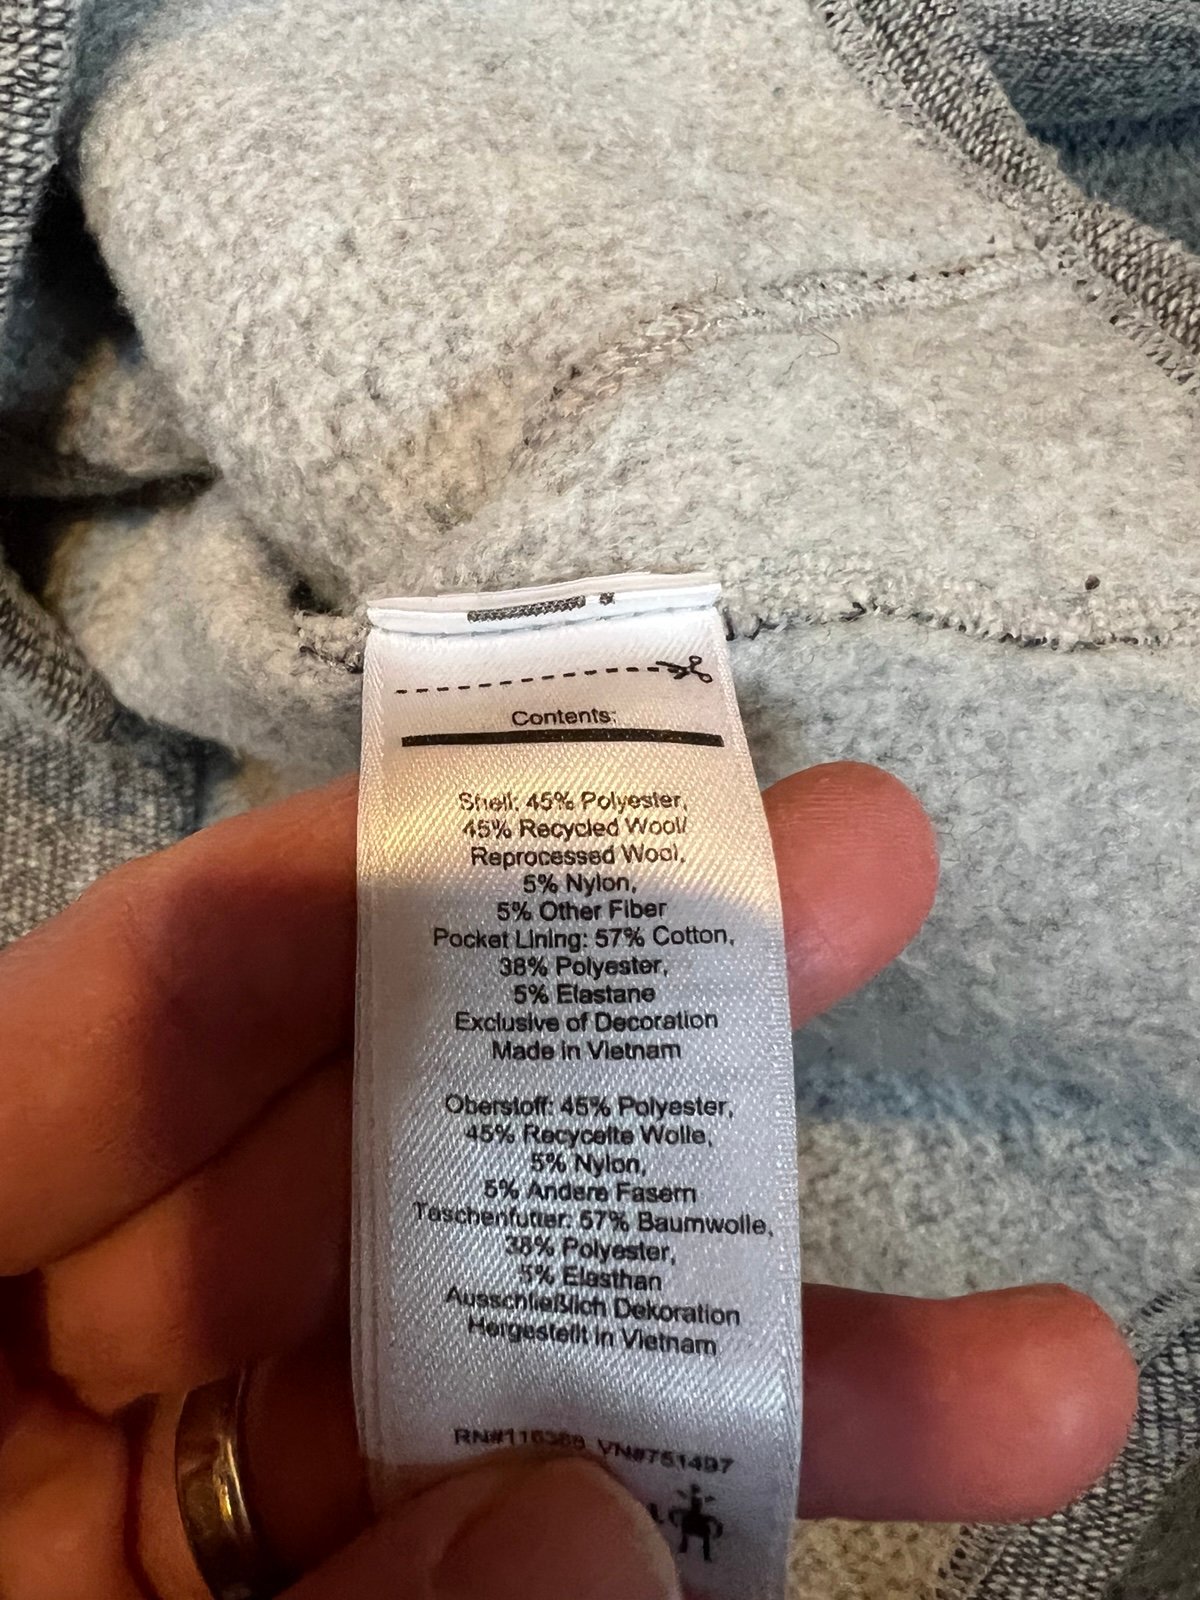 Contents:
Shell: 45% Polyester,
45% Recycled Wool/
Reprocessed Wool,
5% Nylon,
5% Other Fiber
Pocket Lining: 57% Cotton,
38% Polyester,
5% Elastane
Exclusive of Decoration
Made in Vietnam
Oberstoff: 45% Polyester,
45% Recycelte Wolle,
5% Nylon,
5% Andere Fasern
Taschenfutter: 57% Baumwolle,
38% Polyester,
5% Elasthan
Ausschließlich Dekoration
Hergestellt in Vietnam
VN#751497